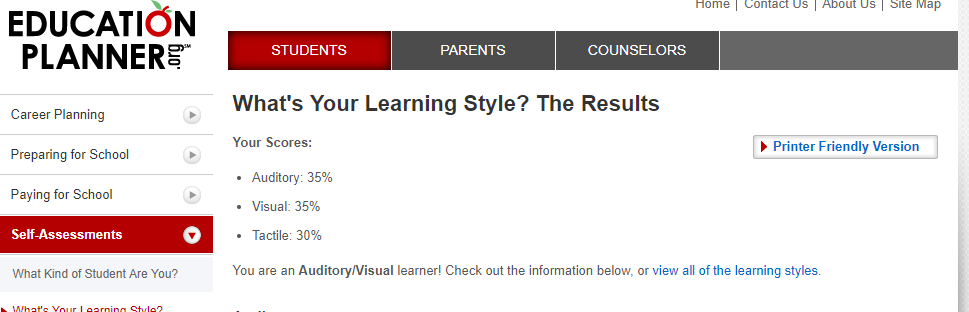 Home | Contact Us | About Us | Site Map
EDUCATION
PLANNER.org℠
STUDENTS
PARENTS
COUNSELORS
Career Planning
Preparing for School
Paying for School
Self-Assessments
What Kind of Student Are You?
What's Your Learning Style?
What's Your Learning Style? The Results
Your Scores:
Printer Friendly Version
• Auditory: 35%
• Visual: 35%
• Tactile: 30%
You are an Auditory/Visual learner! Check out the information below, or view all of the learning styles.